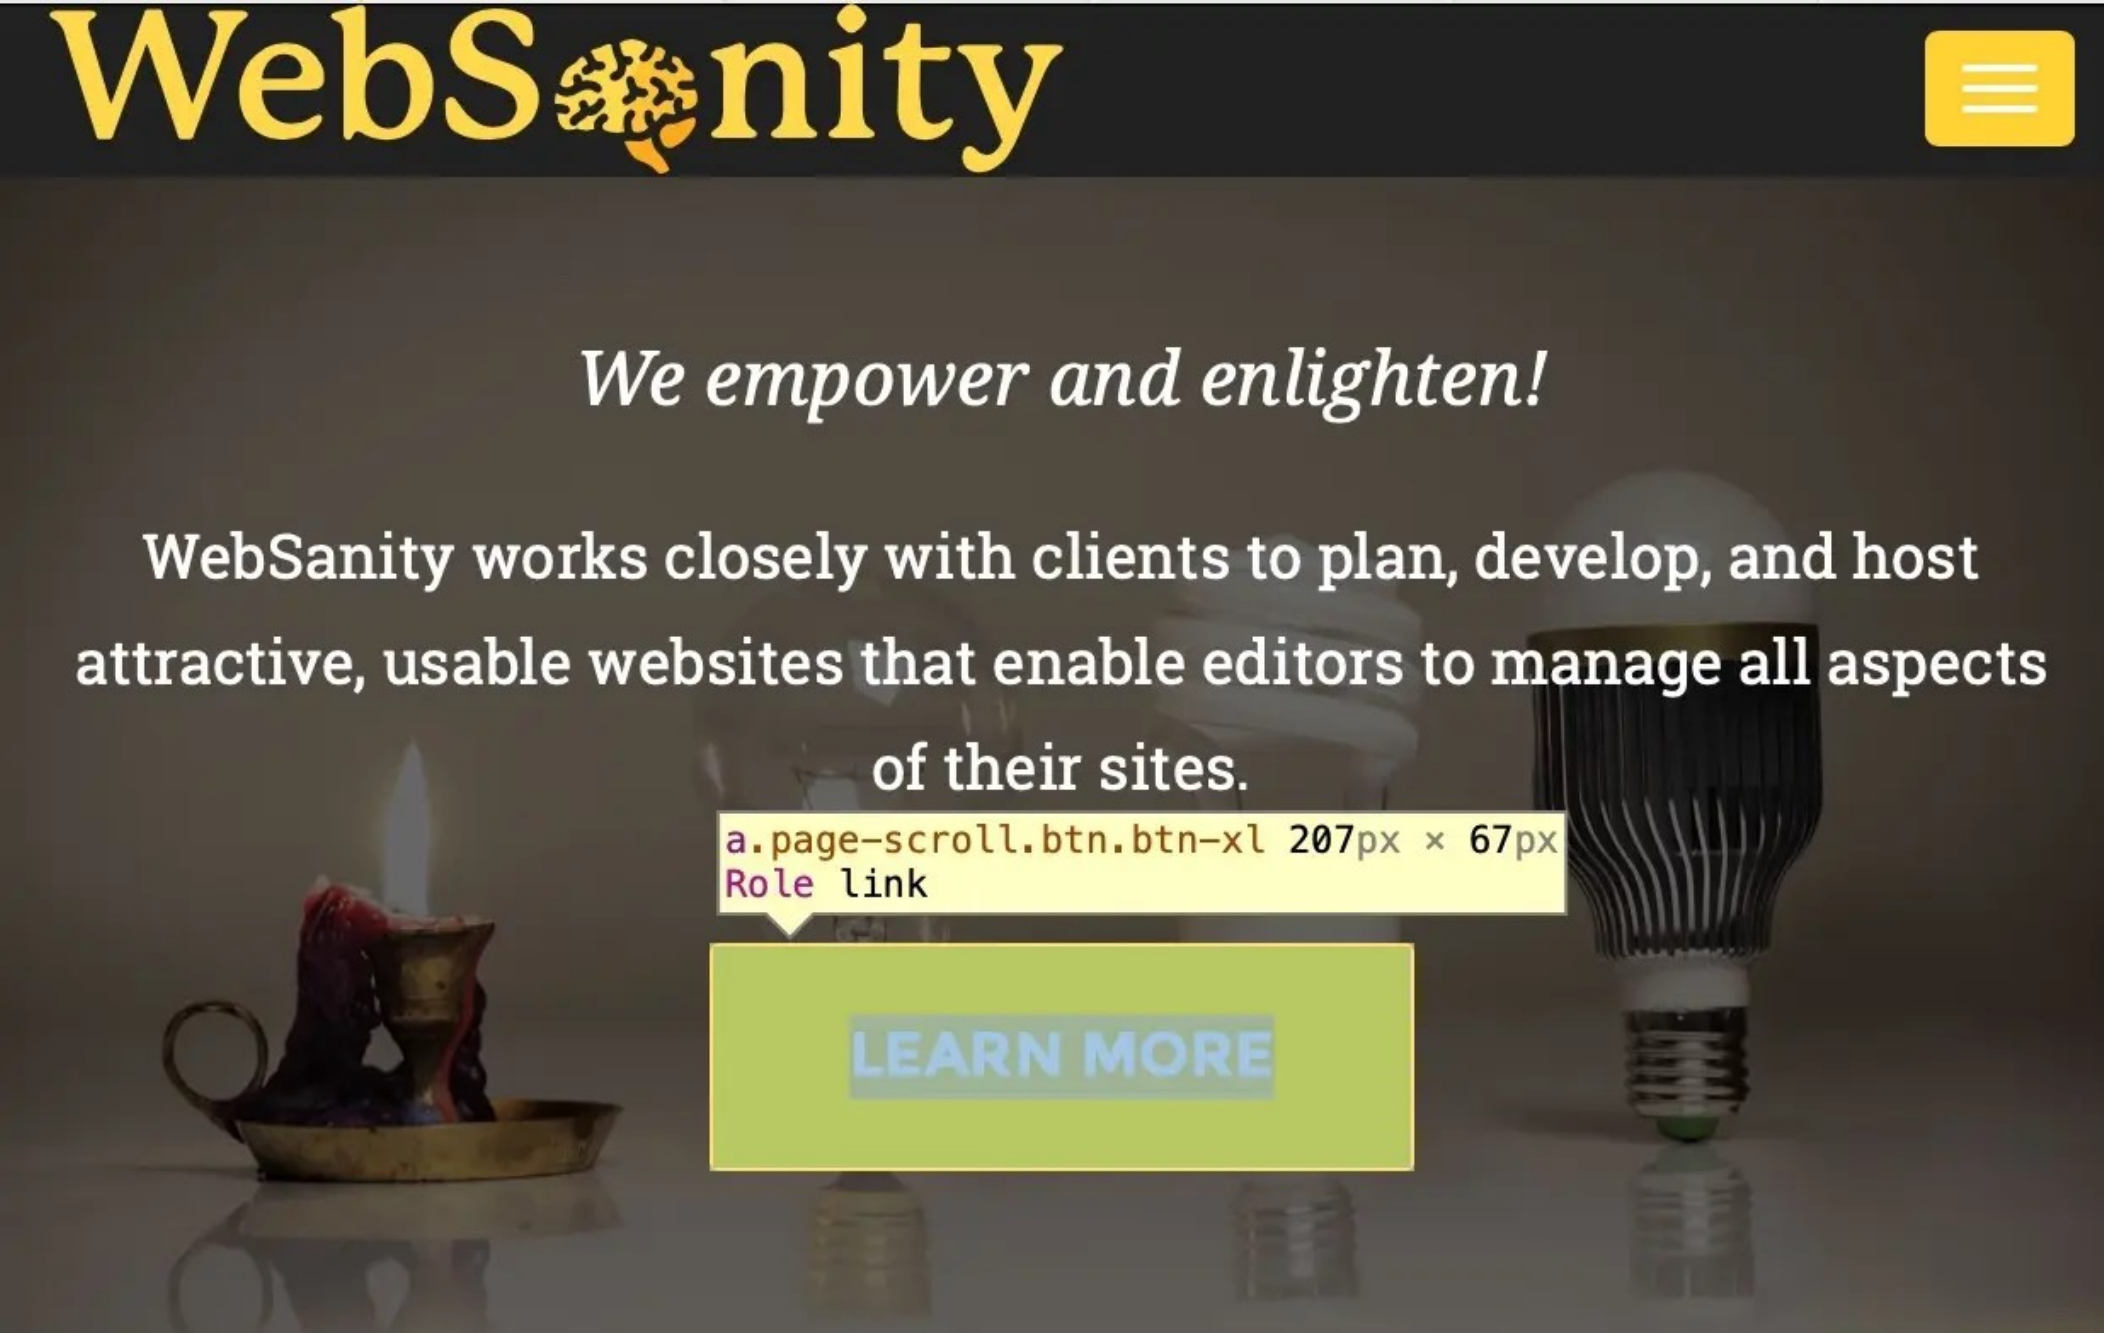 WebSanity
We empower and enlighten!
WebSanity works closely with clients to plan, develop, and host
attractive, usable websites that enable editors to manage all aspects
of their sites.
a.page-scroll.btn.btn-xl 207px × 67px
Role link
LEARN MORE